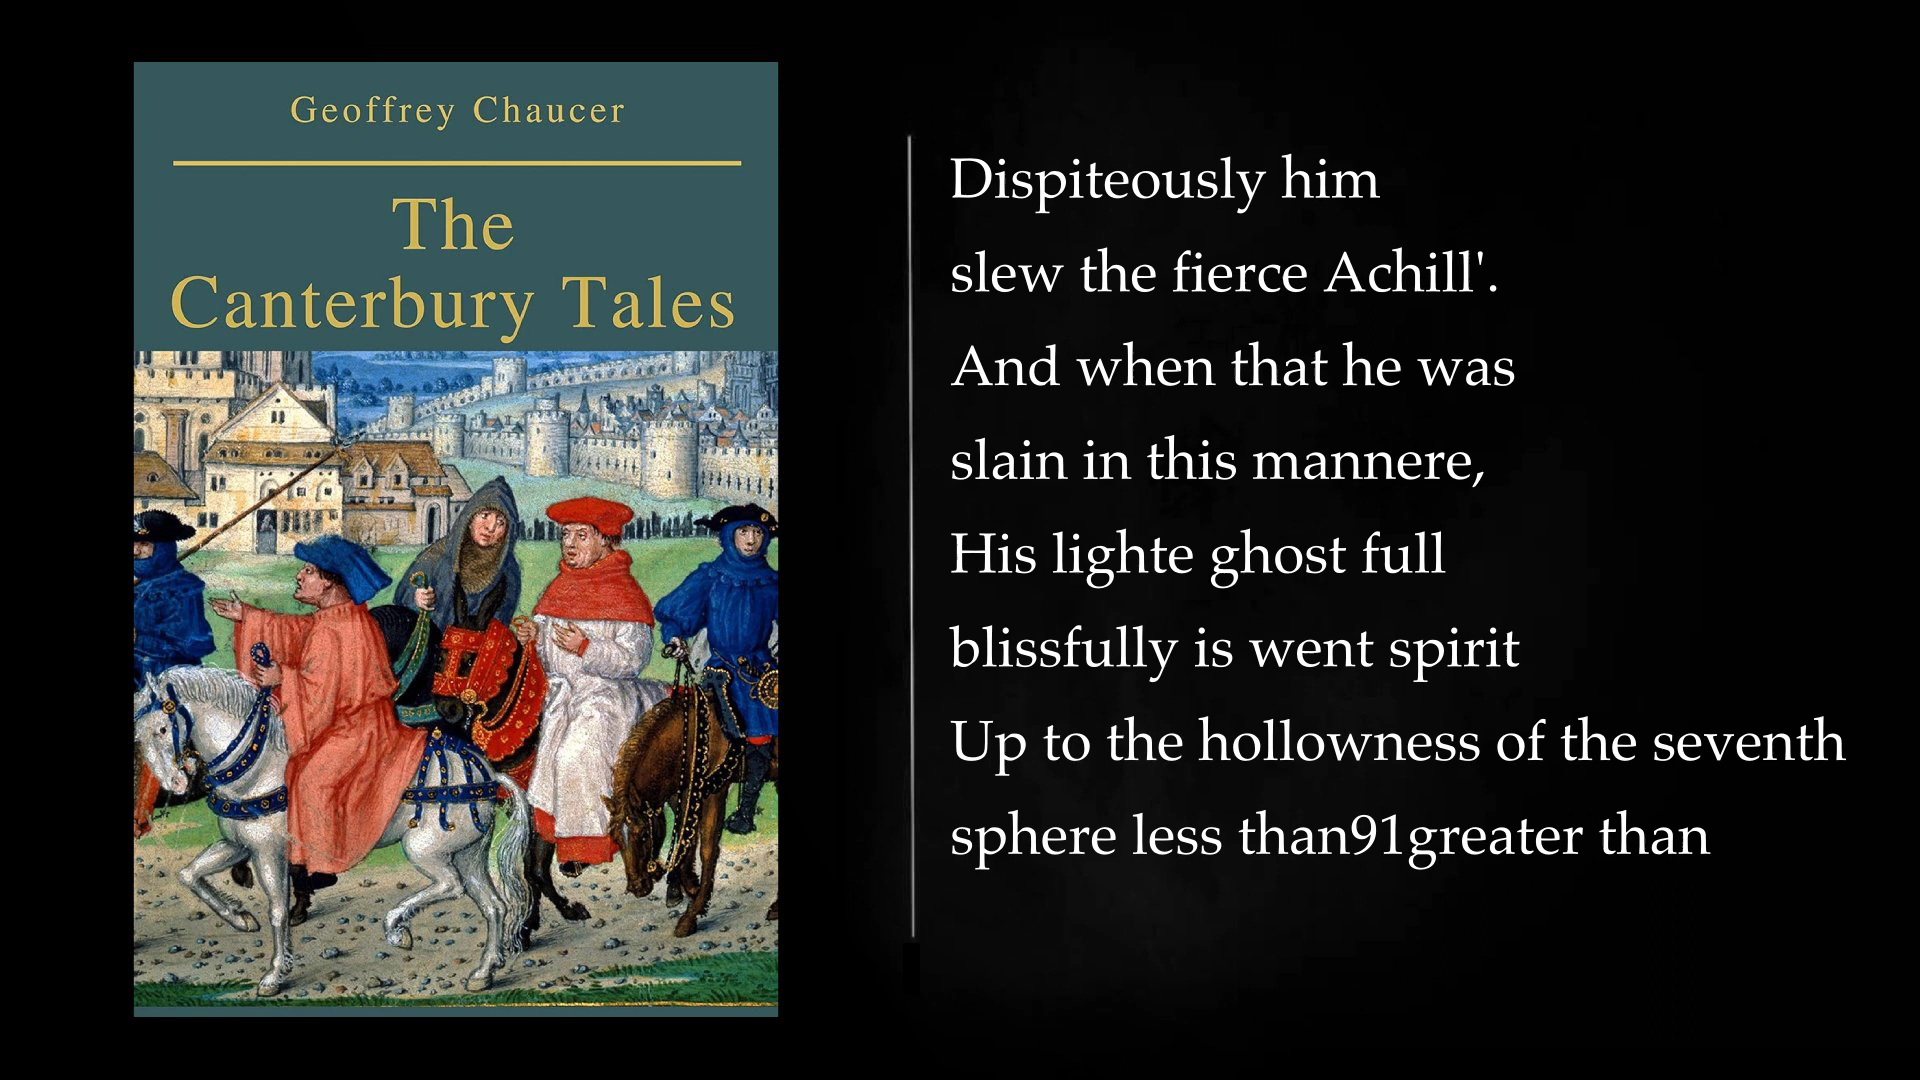 Geoffrey Chaucer
The
Canterbury Tales
Dispiteously him
slew the fierce Achill'.
And when that he was
slain in this mannere,
His lighte ghost full
blissfully is went spirit
Up to the hollowness of the seventh
sphere less than91greater than